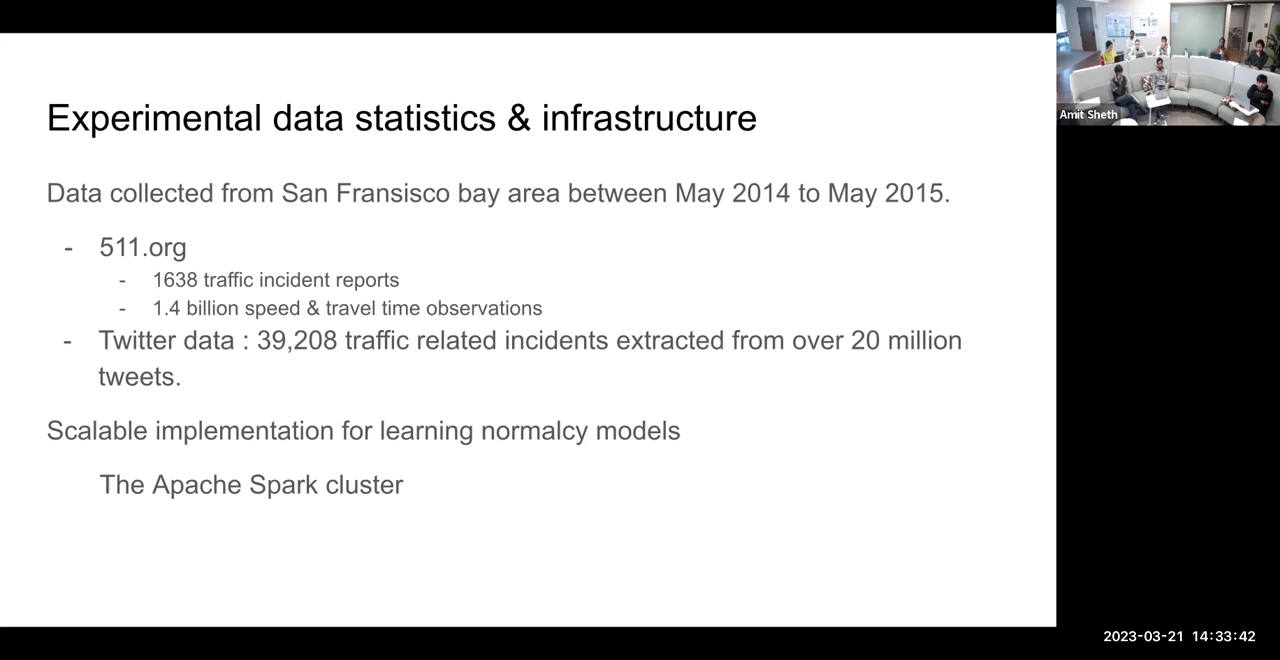 Experimental data statistics & infrastructure
Data collected from San Fransisco bay area between May 2014 to May 2015.
- 511.org
- 1638 traffic incident reports
- 1.4 billion speed & travel time observations
- Twitter data : 39,208 traffic related incidents extracted from over 20 million
tweets.
Scalable implementation for learning normalcy models
The Apache Spark cluster
Amit Sheth
2023-03-21 14:33:42